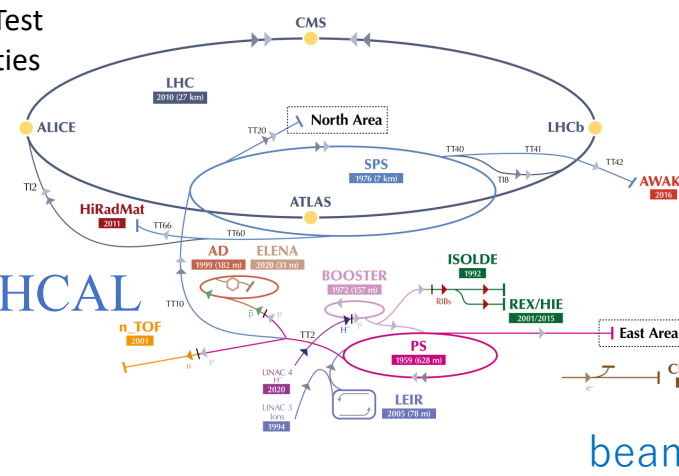 Test
ties
CMS
LHC
2010 (27 km)
ALICE
TT20
North Area
LHCb
TT40
TT41
SPS
1976 (7 km)
TI8
TT42
TI2
AWAK
2016
HiRadMat
2011
ATLAS
TT66
TT60
AD
1999 (182 m)
ELENA
2020 (31 m)
ISOLDE
1992
BOOSTER
1972 (157 m)
HCAL
RIBs
REX/HIE
2001/2015
TT10
p
p
H-
p
n_TOF
2001
TT2
East Area
PS
1959 (628 m)
n
p
LINAC 4
H-
2020
e-
C
LINAC 3
Ions
1994
LEIR
2005 (78 m)
bean